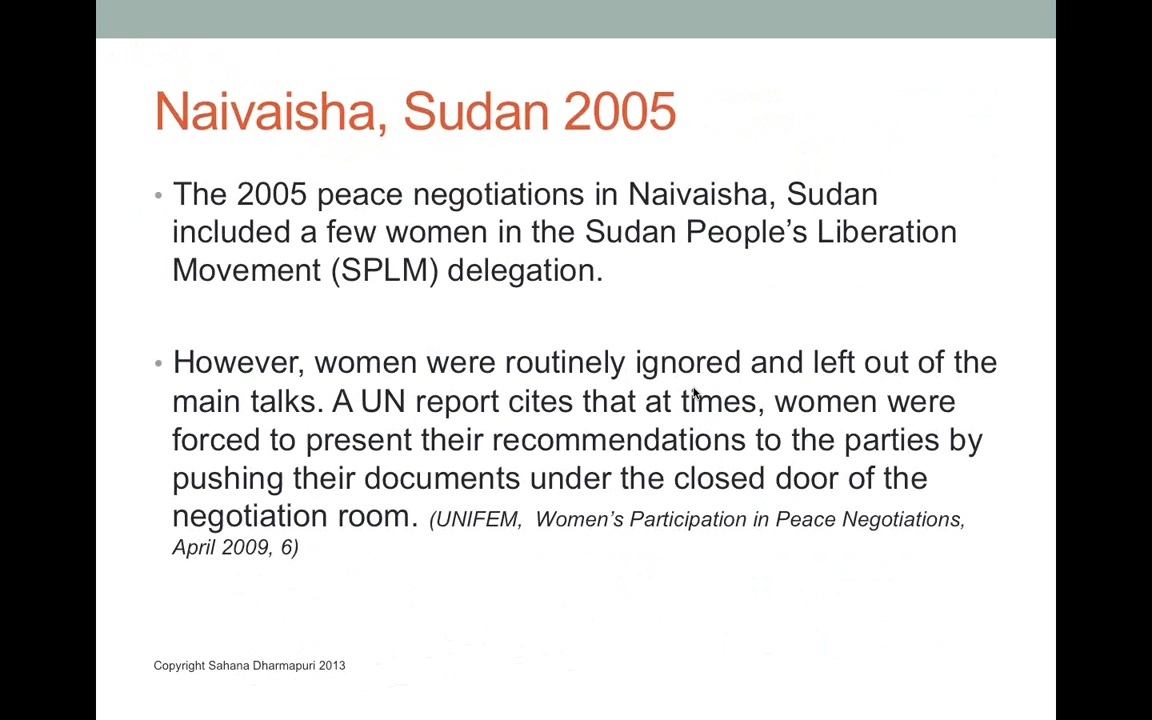 Naivaisha, Sudan 2005
• The 2005 peace negotiations in Naivaisha, Sudan
included a few women in the Sudan People’s Liberation
Movement (SPLM) delegation.
• However, women were routinely ignored and left out of the
main talks. A UN report cites that at times, women were
forced to present their recommendations to the parties by
pushing their documents under the closed door of the
negotiation room. (UNIFEM, Women’s Participation in Peace Negotiations,
April 2009, 6)
Copyright Sahana Dharmapuri 2013